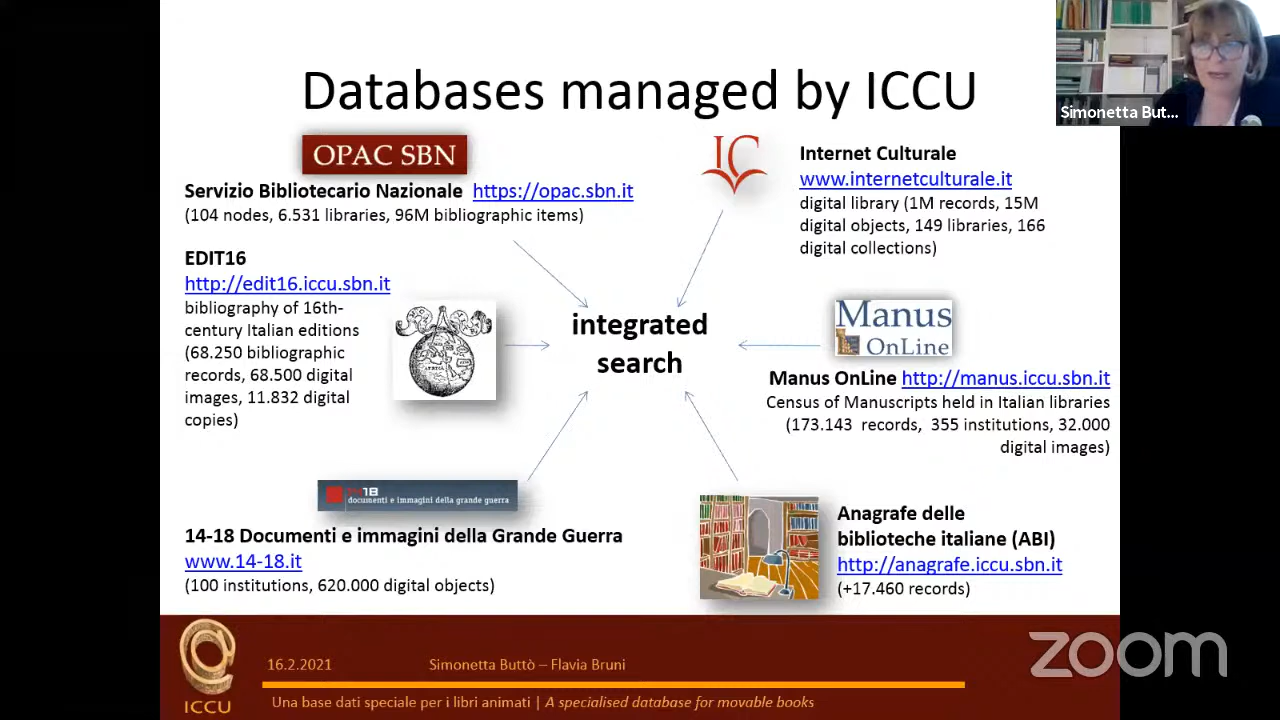 Databases managed by ICCU
Simonetta But...
OPAC SBN
Servizio Bibliotecario Nazionale https://opac.sbn.it
(104 nodes, 6.531 libraries, 96M bibliographic items)
IC
Internet Culturale
www.internetculturale.it
digital library (1M records, 15M
digital objects, 149 libraries, 166
digital collections)
EDIT16
http://edit16.iccu.sbn.it
bibliography of 16th-
century Italian editions
(68.250 bibliographic
records, 68.500 digital
images, 11.832 digital
copies)
integrated
search
Manus
OnLine
Manus OnLine http://manus.iccu.sbn.it
Census of Manuscripts held in Italian libraries
(173.143 records, 355 institutions, 32.000
digital images)
14-18
documenti e immagini della grande guerra
14-18 Documenti e immagini della Grande Guerra
www.14-18.it
(100 institutions, 620.000 digital objects)
Anagrafe delle
biblioteche italiane (ABI)
http://anagrafe.iccu.sbn.it
(+17.460 records)
ICCU
16.2.2021 Simonetta Buttò – Flavia Bruni
Una base dati speciale per i libri animati | A specialised database for movable books
zoom